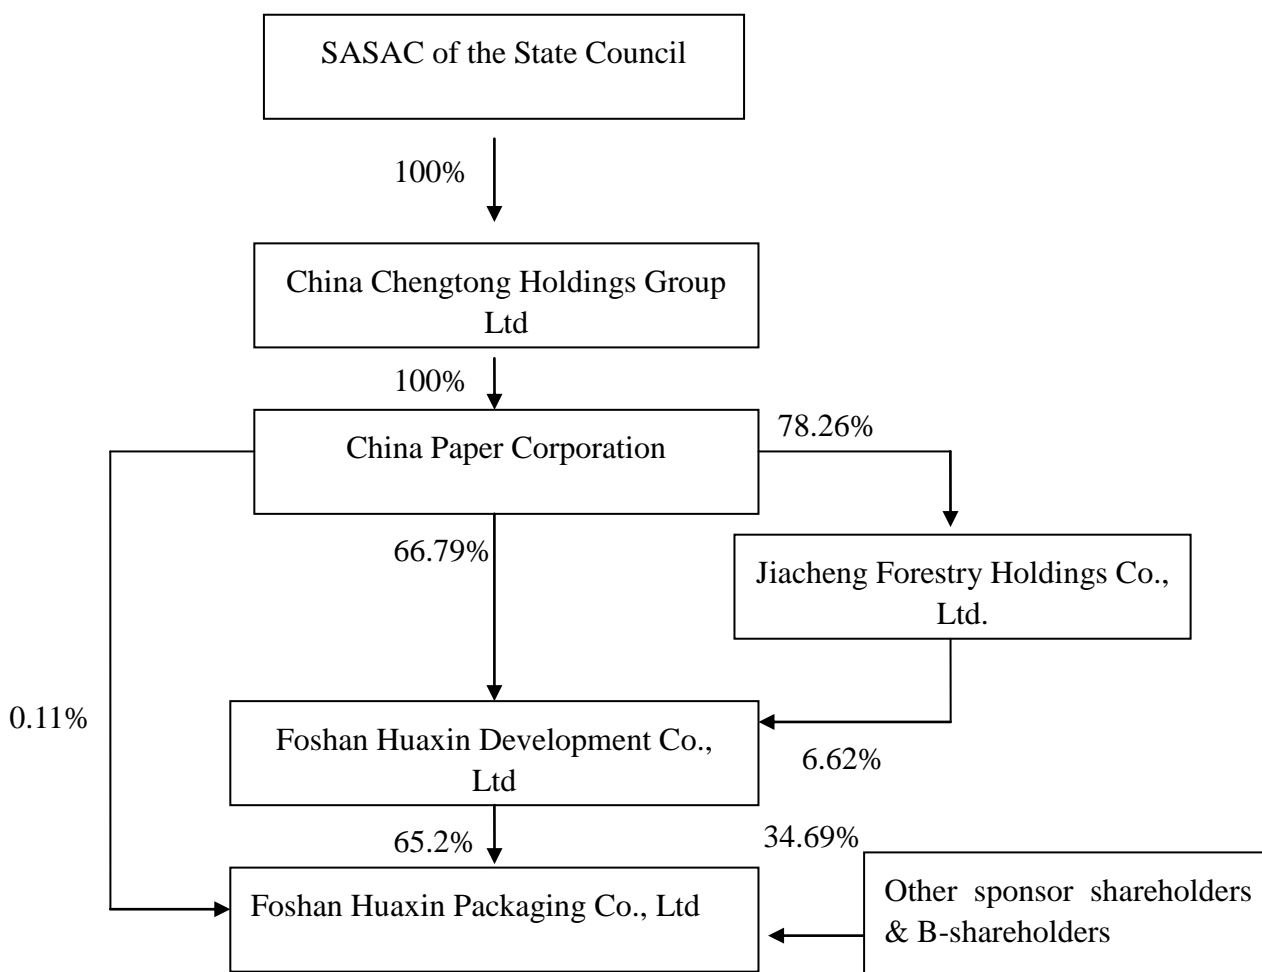 SASAC of the State Council
100%
China Chengtong Holdings Group
Ltd
100%
China Paper Corporation
78.26%
66.79%
Jiacheng Forestry Holdings Co.,
Ltd.
0.11%
Foshan Huaxin Development Co.,
Ltd
6.62%
65.2%
34.69%
Foshan Huaxin Packaging Co., Ltd
Other sponsor shareholders
& B-shareholders